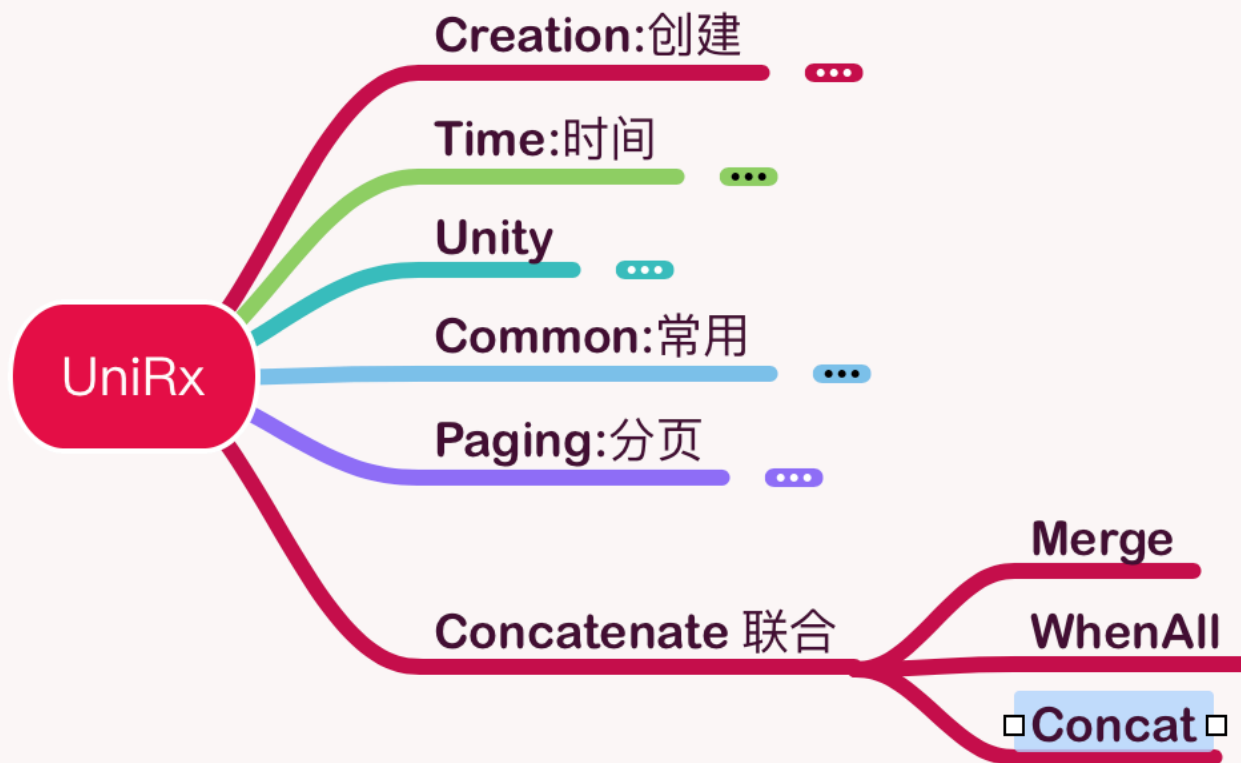 Creation:创建
Time:时间
Unity
Common:常用
UniRx
Paging:分页
Merge
Concatenate 联合
WhenAll
Concat